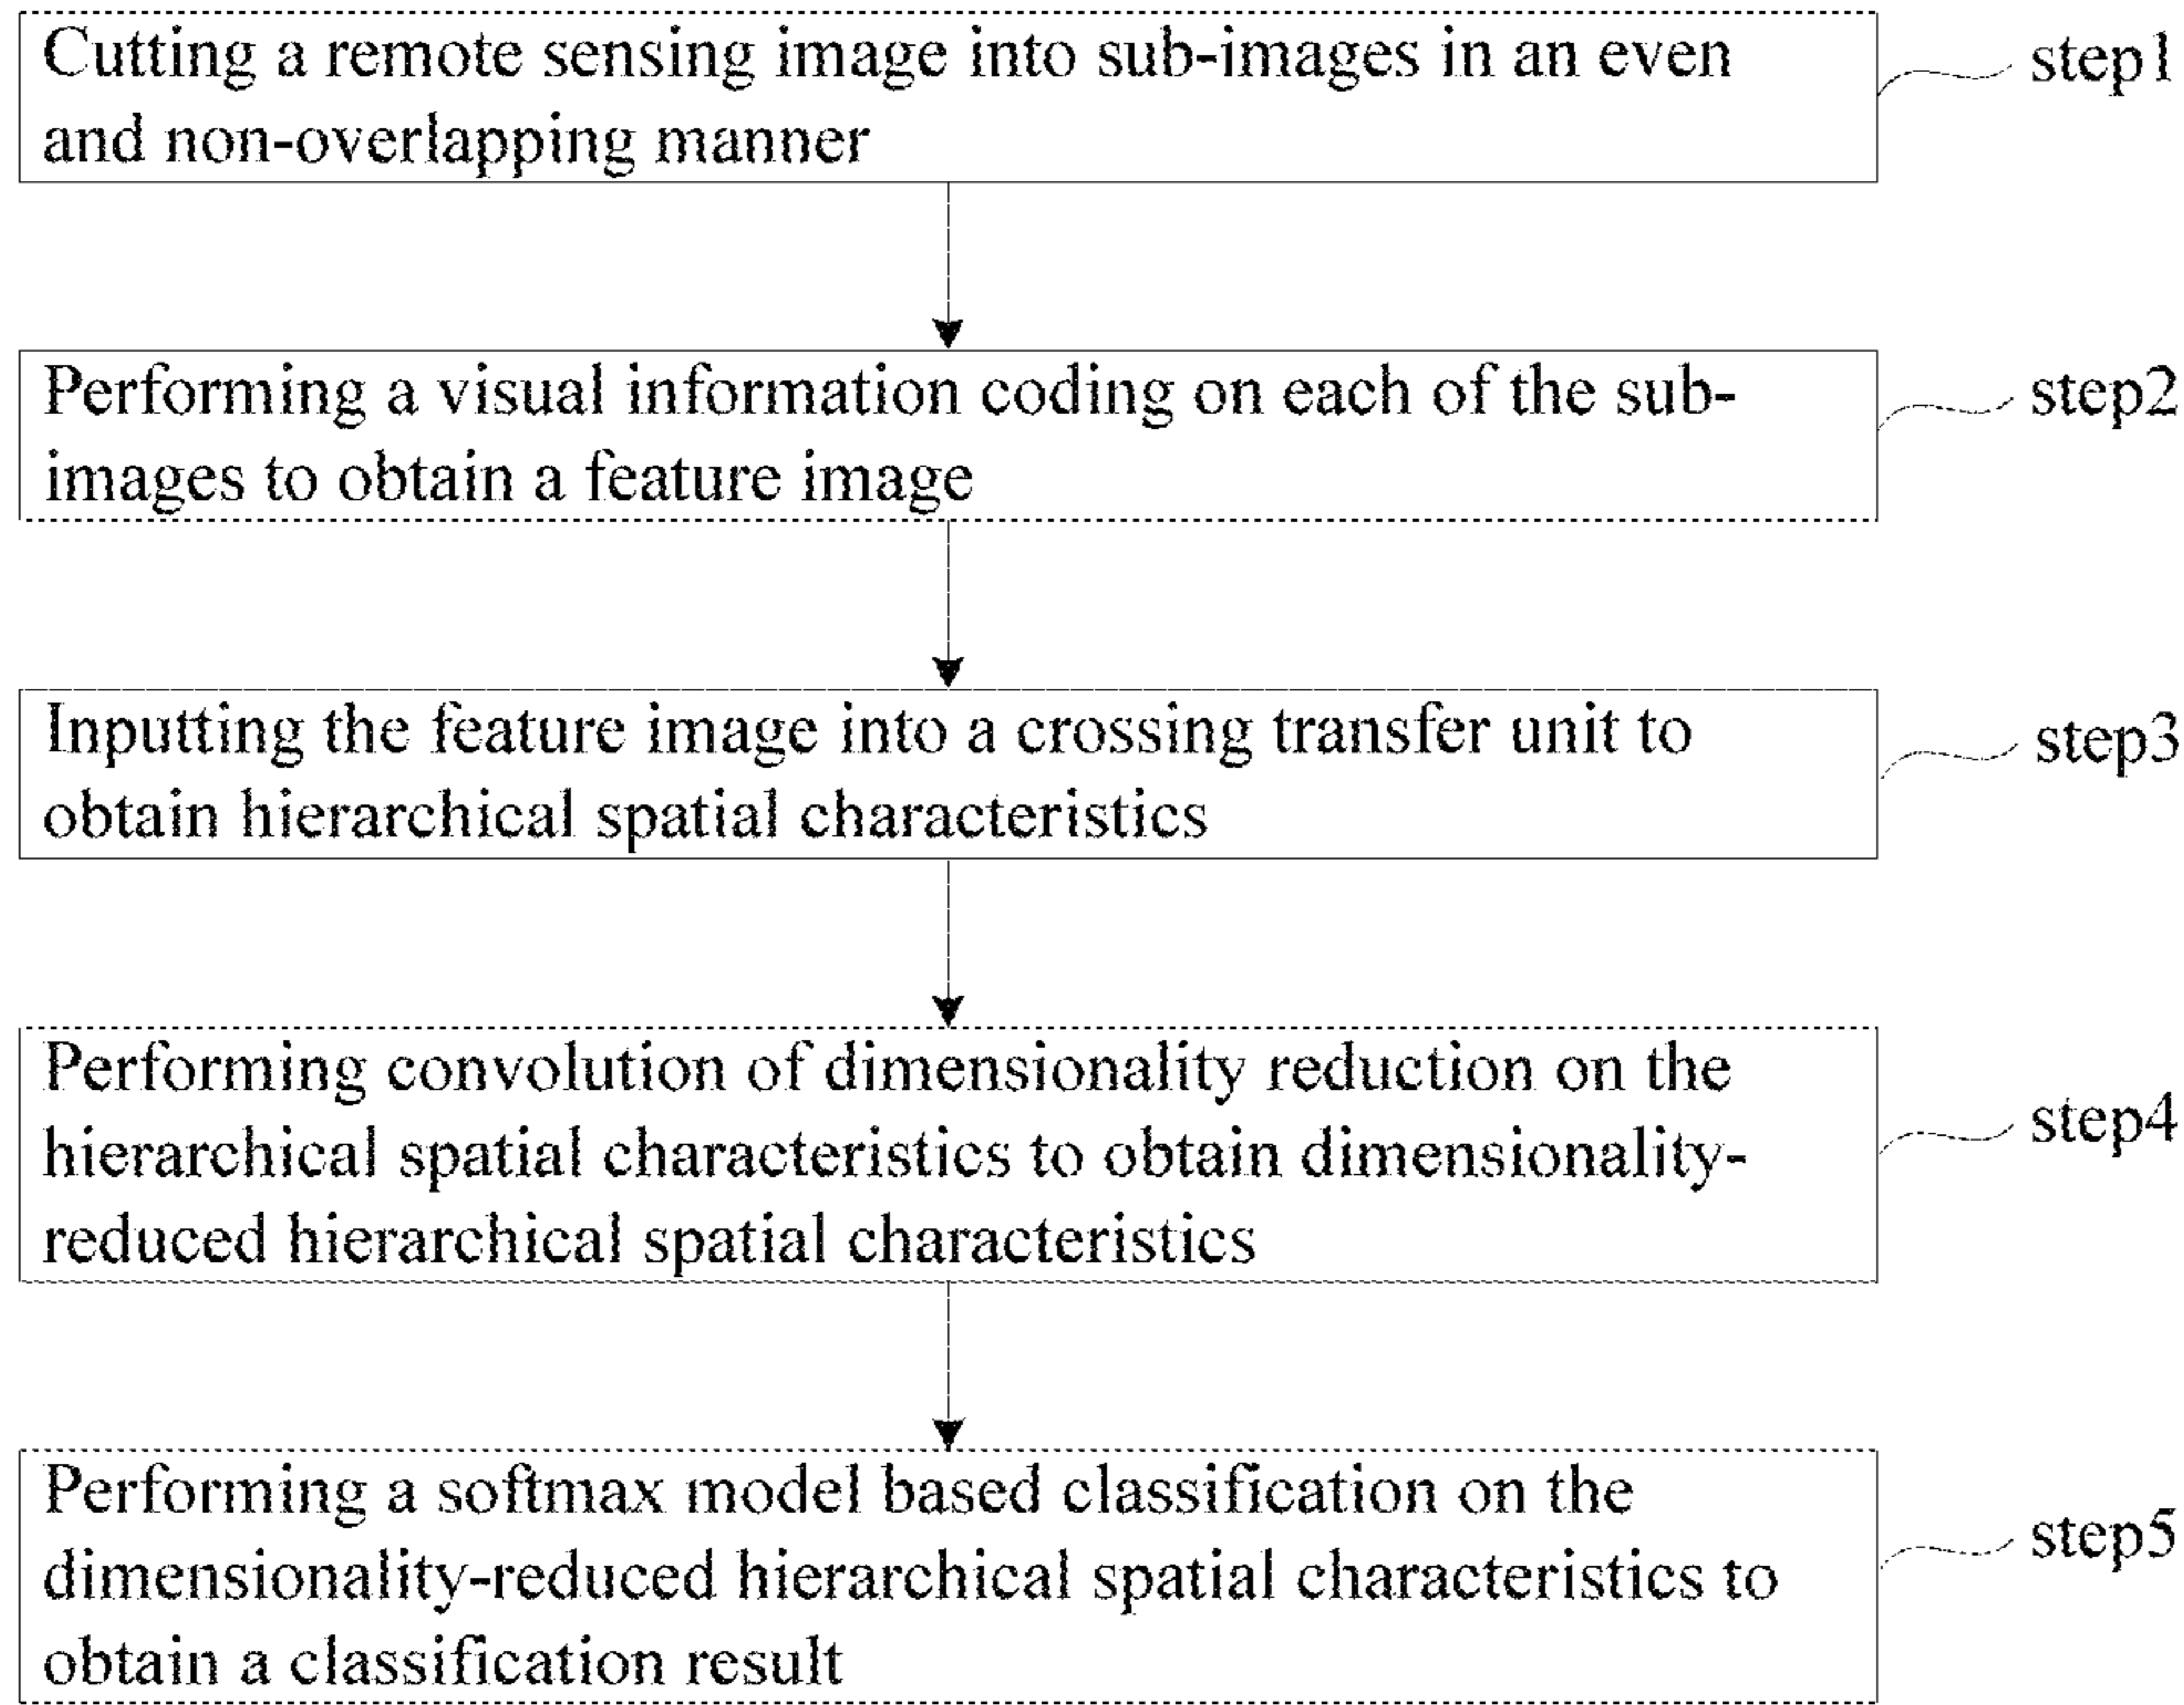 Cutting a remote sensing image into sub-images in an even
and non-overlapping manner
step1
Performing a visual information coding on each of the sub-
images to obtain a feature image
step2
Inputting the feature image into a crossing transfer unit to
obtain hierarchical spatial characteristics
step3
Performing convolution of dimensionality reduction on the
hierarchical spatial characteristics to obtain dimensionality-
reduced hierarchical spatial characteristics
step4
Performing a softmax model based classification on the
dimensionality-reduced hierarchical spatial characteristics to
obtain a classification result
step5